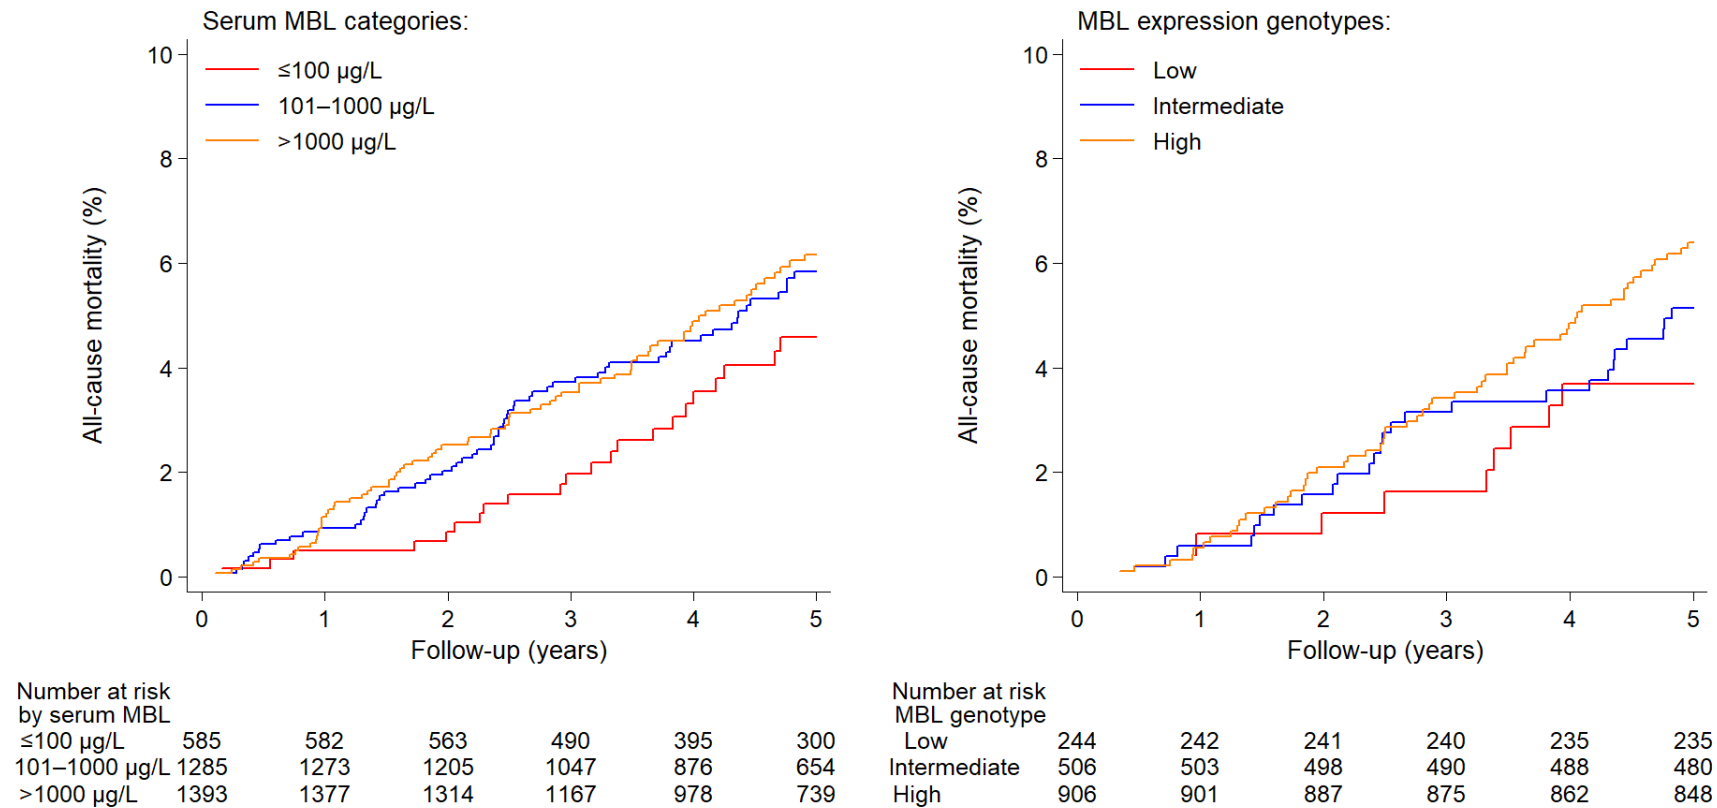 Serum MBL categories:
≤100 µg/L
101–1000 µg/L
>1000 µg/L
10
8
6
4
2
0
All-cause mortality (%)
0 1 2 3 4 5
Follow-up (years)
Number at risk
by serum MBL
≤100 µg/L 585 582 563 490 395 300
101–1000 µg/L 1285 1273 1205 1047 876 654
>1000 µg/L 1393 1377 1314 1167 978 739
MBL expression genotypes:
Low
Intermediate
High
10
8
6
4
2
0
All-cause mortality (%)
0 1 2 3 4 5
Follow-up (years)
Number at risk
MBL genotype
Low 244 242 241 240 235 235
Intermediate 506 503 498 490 488 480
High 906 901 887 875 862 848